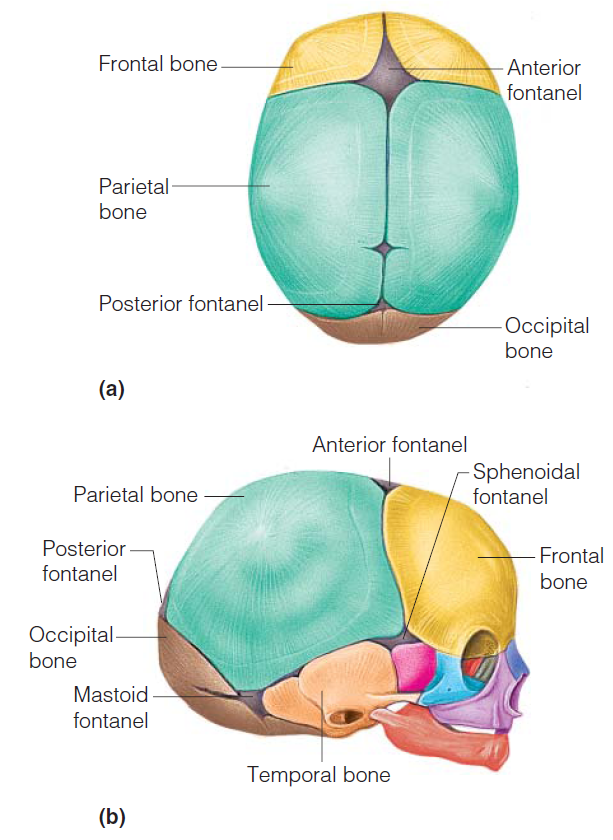 Frontal bone
Anterior
fontanel
Parietal
bone
Posterior fontanel
Occipital
bone
(a)
Anterior fontanel
Sphenoidal
fontanel
Parietal bone
Posterior
fontanel
Frontal
bone
Occipital
bone
Mastoid
fontanel
Temporal bone
(b)